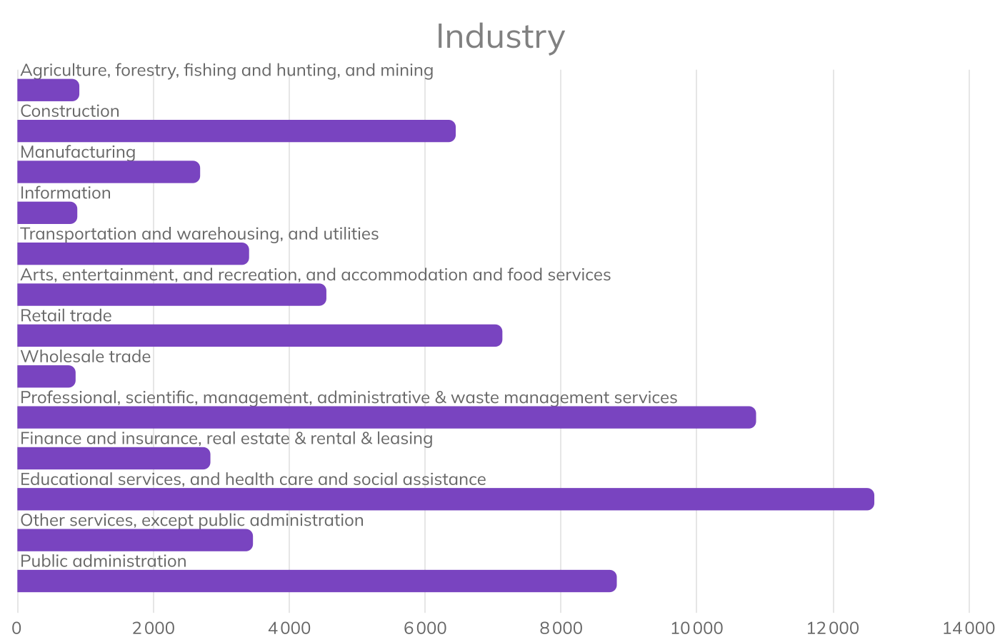 Industry
Agriculture, forestry, fishing and hunting, and mining
Construction
Manufacturing
Information
Transportation and warehousing, and utilities
Arts, entertainment, and recreation, and accommodation and food services
Retail trade
Wholesale trade
Professional, scientific, management, administrative & waste management services
Finance and insurance, real estate & rental & leasing
Educational services, and health care and social assistance
Other services, except public administration
Public administration
0 2000 4000 6000 8000 10000 12000 14000